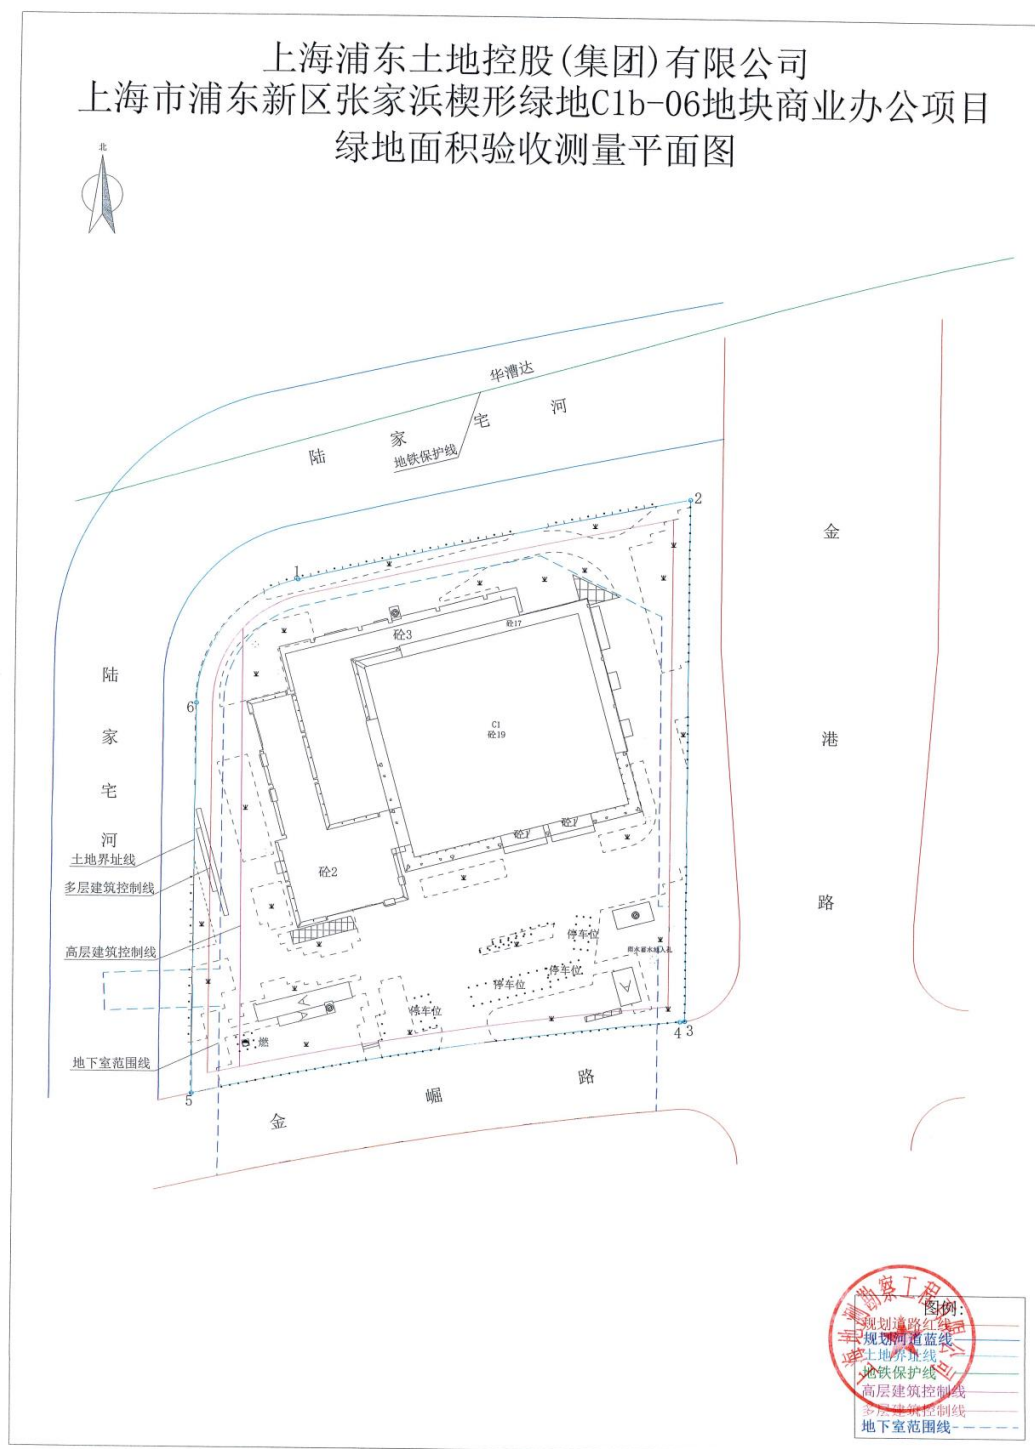 上海浦东土地控股(集团)有限公司
上海市浦东新区张家浜楔形绿地C1b-06地块商业办公项目
绿地面积验收测量平面图
北
华漕达
陆家宅河
地铁保护线
2
金港路
1
砼3
砼17
陆家宅河
6
C1
砼19
砼1
砼1
土地界址线
砼2
多层建筑控制线
停车位
高层建筑控制线
停车位
停车位
停车位
燃
4
3
地下室范围线
5
金崛路
图例:
规划道路红线
规划河道蓝线
土地界址线
地铁保护线
高层建筑控制线
多层建筑控制线
地下室范围线